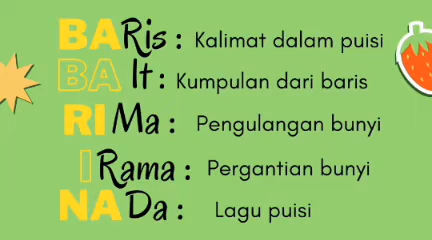 BARis : Kalimat dalam puisi
BA It : Kumpulan dari baris
RIMa : Pengulangan bunyi
IRama : Pergantian bunyi
NADa : Lagu puisi